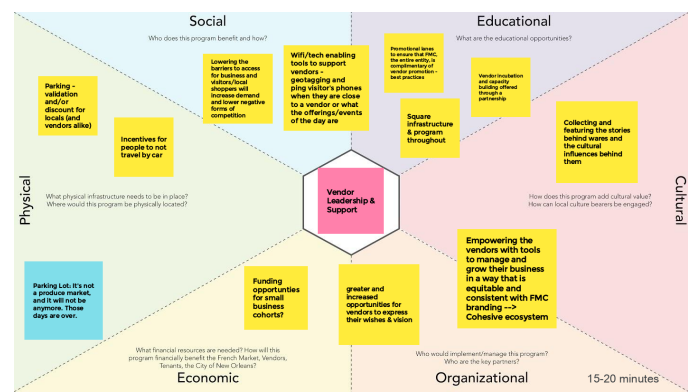 Social
Who does this program benefit and how?
Educational
What are the educational opportunities?
Parking -
validation
and/or
discount for
locals (and
vendors alike)
Incentives for
people to not
travel by car
Lowering the
barriers to access
for business and
visitors/local
shoppers will
increase demand
and lower negative
forms of
competition
Wifi/tech enabling
tools to support
vendors -
geotagging and
ping visitor's phones
when they are close
to a vendor or what
the offerings/events
of the day are
Promotional lanes
to ensure that FMC,
the entire entity, is
complimentary of
vendor promotion -
best practices
Vendor incubation
and capacity
building offered
through a
partnership
Square
infrastructure
& program
throughout
Collecting and
featuring the stories
behind wares and
the cultural
influences behind
them
Physical
What physical infrastructure needs to be in place?
Where would this program be physically located?
Vendor
Leadership &
Support
How does this program add cultural value?
How can local culture bearers be engaged?
Cultural
Parking Lot: It's not
a produce market,
and it will not be
anymore. Those
days are over.
Funding
opportunities
for small
business
cohorts?
greater and
increased
opportunities for
vendors to express
their wishes & vision
Empowering the
vendors with tools
to manage and
grow their business
in a way that is
equitable and
consistent with FMC
branding -->
Cohesive ecosystem
What financial resources are needed? How will this
program financially benefit the French Market, Vendors,
Tenants, the City of New Orleans?
Economic
Who would implement/manage this program?
Who are the key partners?
Organizational
15-20 minutes